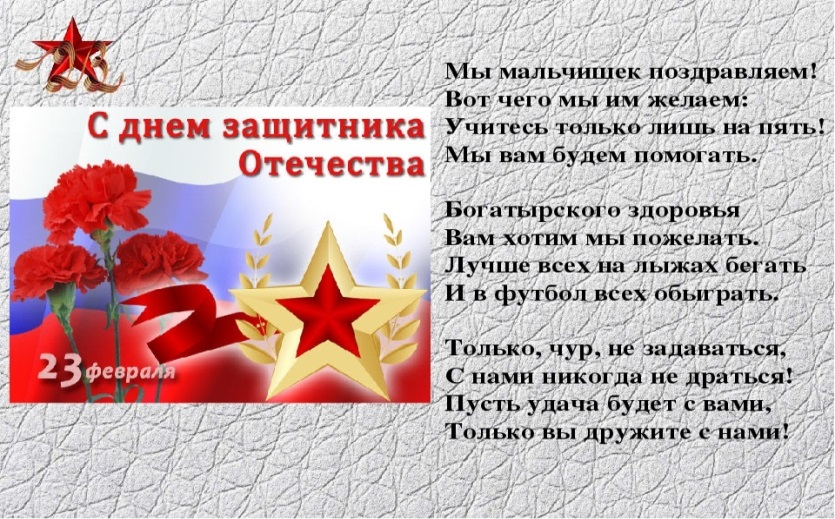 С днем защитника
Отечества
23 февраля
Мы мальчишек поздравляем!
Вот чего мы им желаем:
Учитесь только лишь на пять!
Мы вам будем помогать.
Богатырского здоровья
Вам хотим мы пожелать.
Лучше всех на лыжах бегать
И в футбол всех обыграть.
Только, чур, не задаваться,
С нами никогда не драться!
Пусть удача будет с вами,
Только вы дружите с нами!